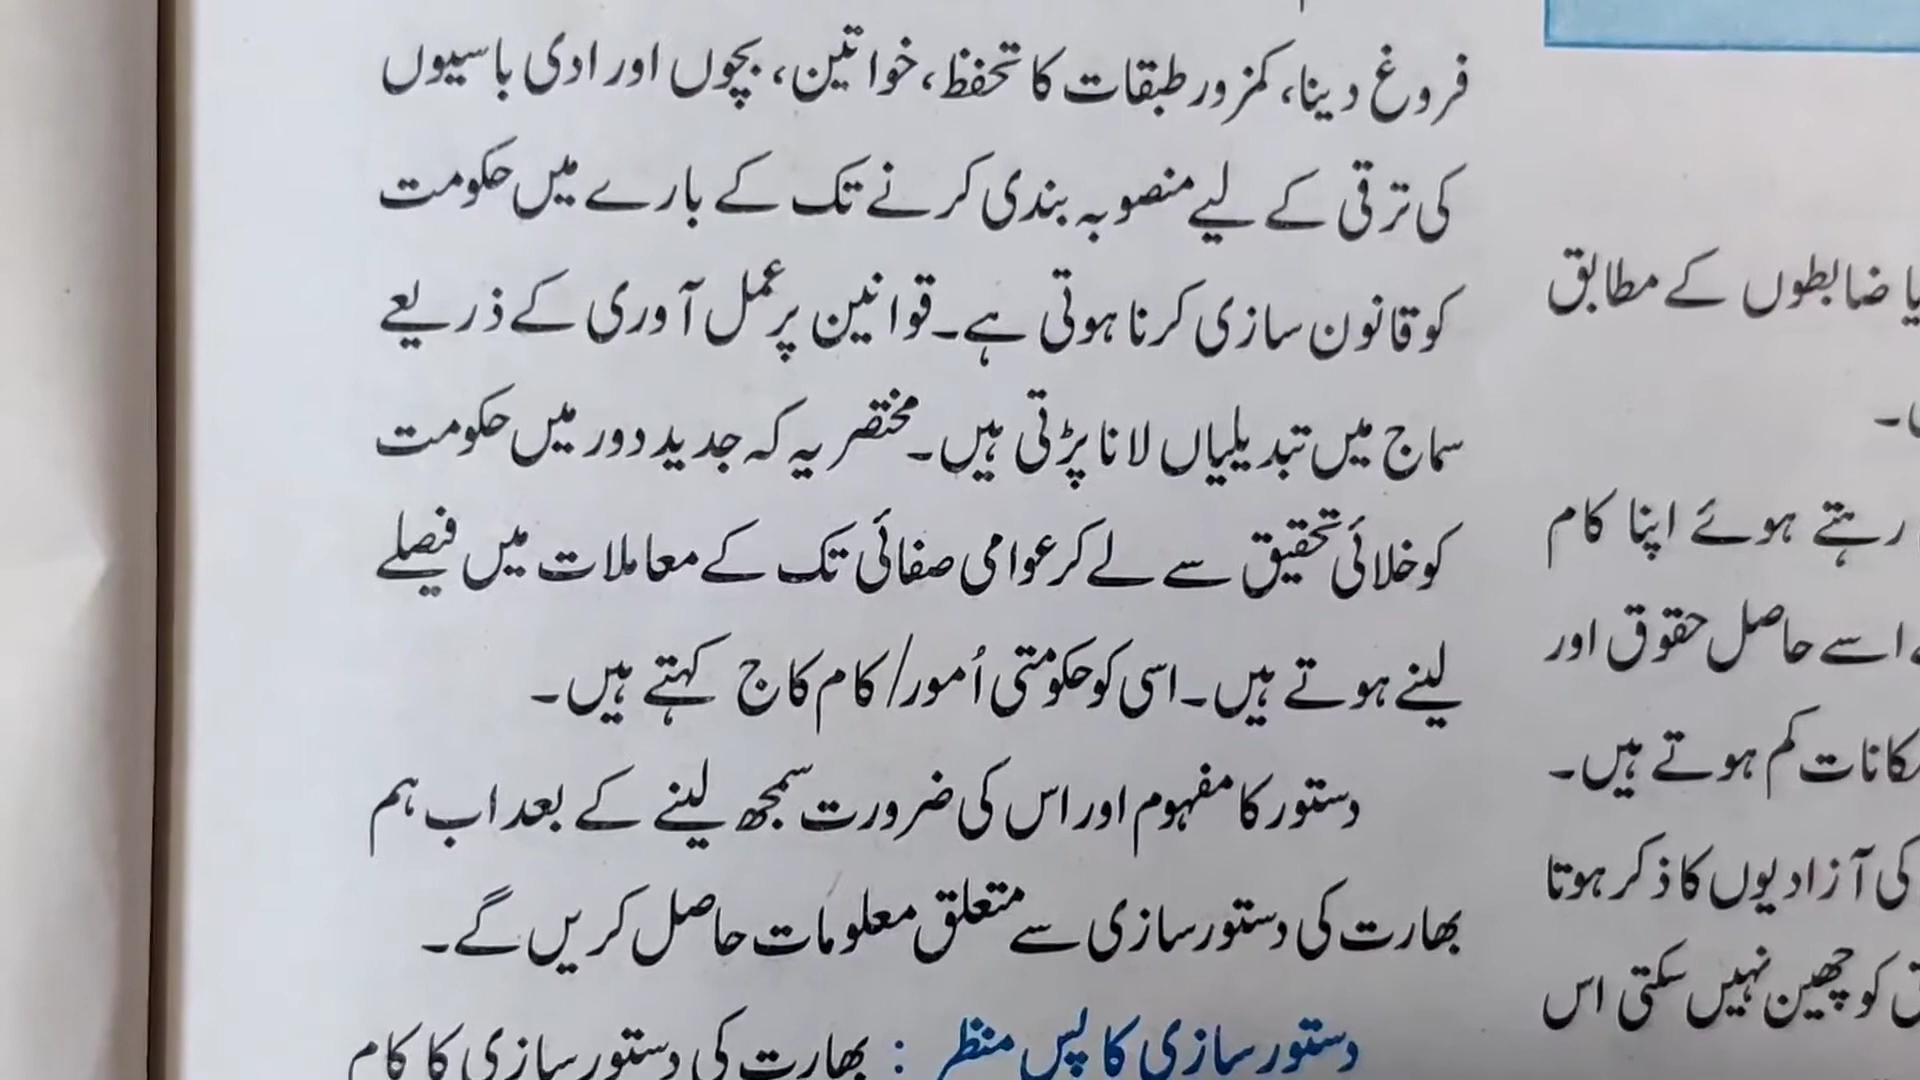 یا ضابطوں کے مطابق
رہتے ہوئے اپنا کام
اسے حاصل حقوق اور
کم ہوتے ہیں۔
کی آزادیوں کا ذکر ہوتا
کو چھین نہیں سکتی اس
فروغ دینا، کمزور طبقات کا تحفظ، خواتین، بچوں اور ادی باسیوں
کی ترقی کے لیے منصوبہ بندی کرنے تک کے بارے میں حکومت
کو قانون سازی کرنا ہوتی ہے۔ قوانین پر عمل آوری کے ذریعے
سماج میں تبدیلیاں لانا پڑتی ہیں۔ مختصر یہ کہ جدید دور میں حکومت
کو خلائی تحقیق سے لے کر عوامی صفائی تک کے معاملات میں فیصلے
لینے ہوتے ہیں۔ اسی کو حکومتی اُمور/ کام کاج کہتے ہیں۔
دستور کا مفہوم اور اس کی ضرورت سمجھ لینے کے بعد اب ہم
بھارت کی دستور سازی سے متعلق معلومات حاصل کریں گے۔
دستور سازی کا پس منظر : بھارت کی دستور سازی کا کام